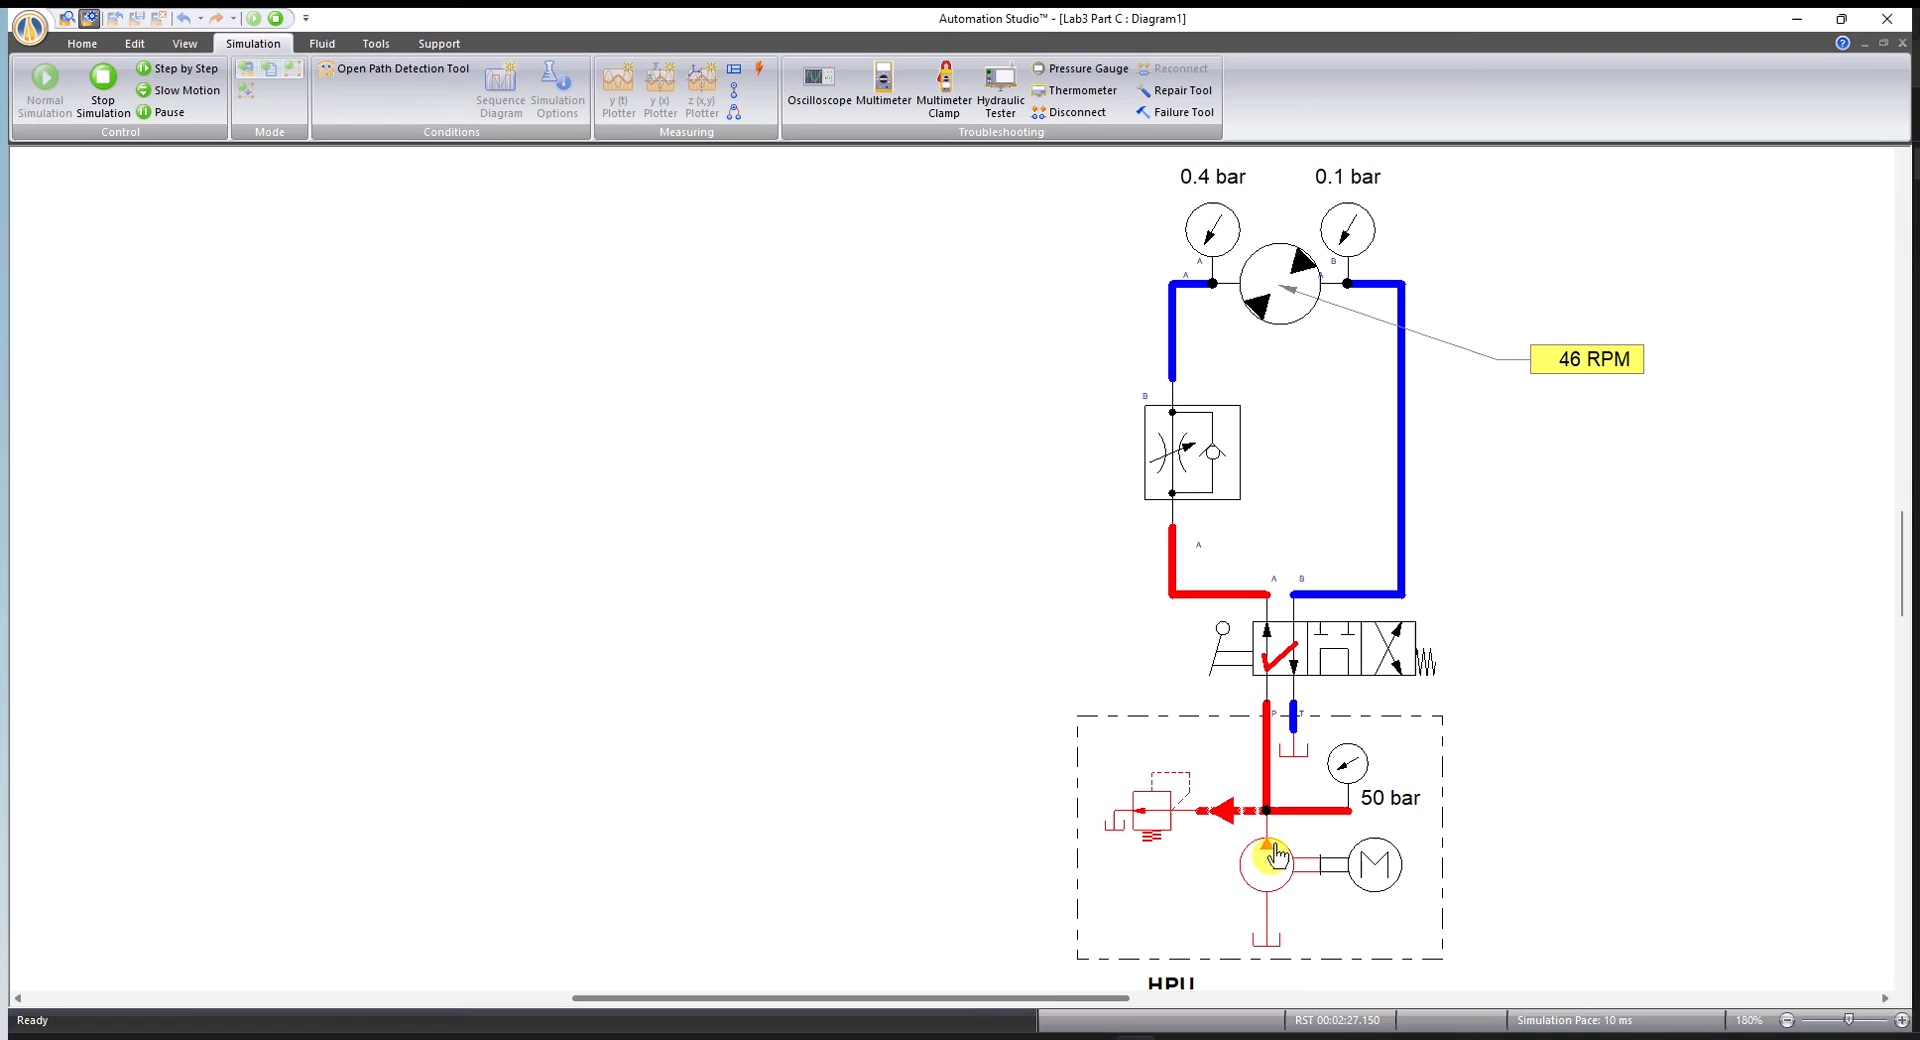 Automation Studio™ - [Lab3 Part C : Diagram1]
Home Edit View Simulation Fluid Tools Support
Normal Simulation
Stop Simulation
Step by Step
Slow Motion
Pause
Control
Mode
Open Path Detection Tool
Sequence Diagram
Simulation Options
Conditions
y (t) Plotter
y (x) Plotter
z (x,y) Plotter
Measuring
Oscilloscope
Multimeter
Multimeter Clamp
Hydraulic Tester
Pressure Gauge
Thermometer
Disconnect
Reconnect
Repair Tool
Failure Tool
Troubleshooting
0.4 bar 0.1 bar
A B
A A
46 RPM
B
A
A B
P T
50 bar
M
HPU
Ready
RST 00:02:27.150
Simulation Pace: 10 ms
180%